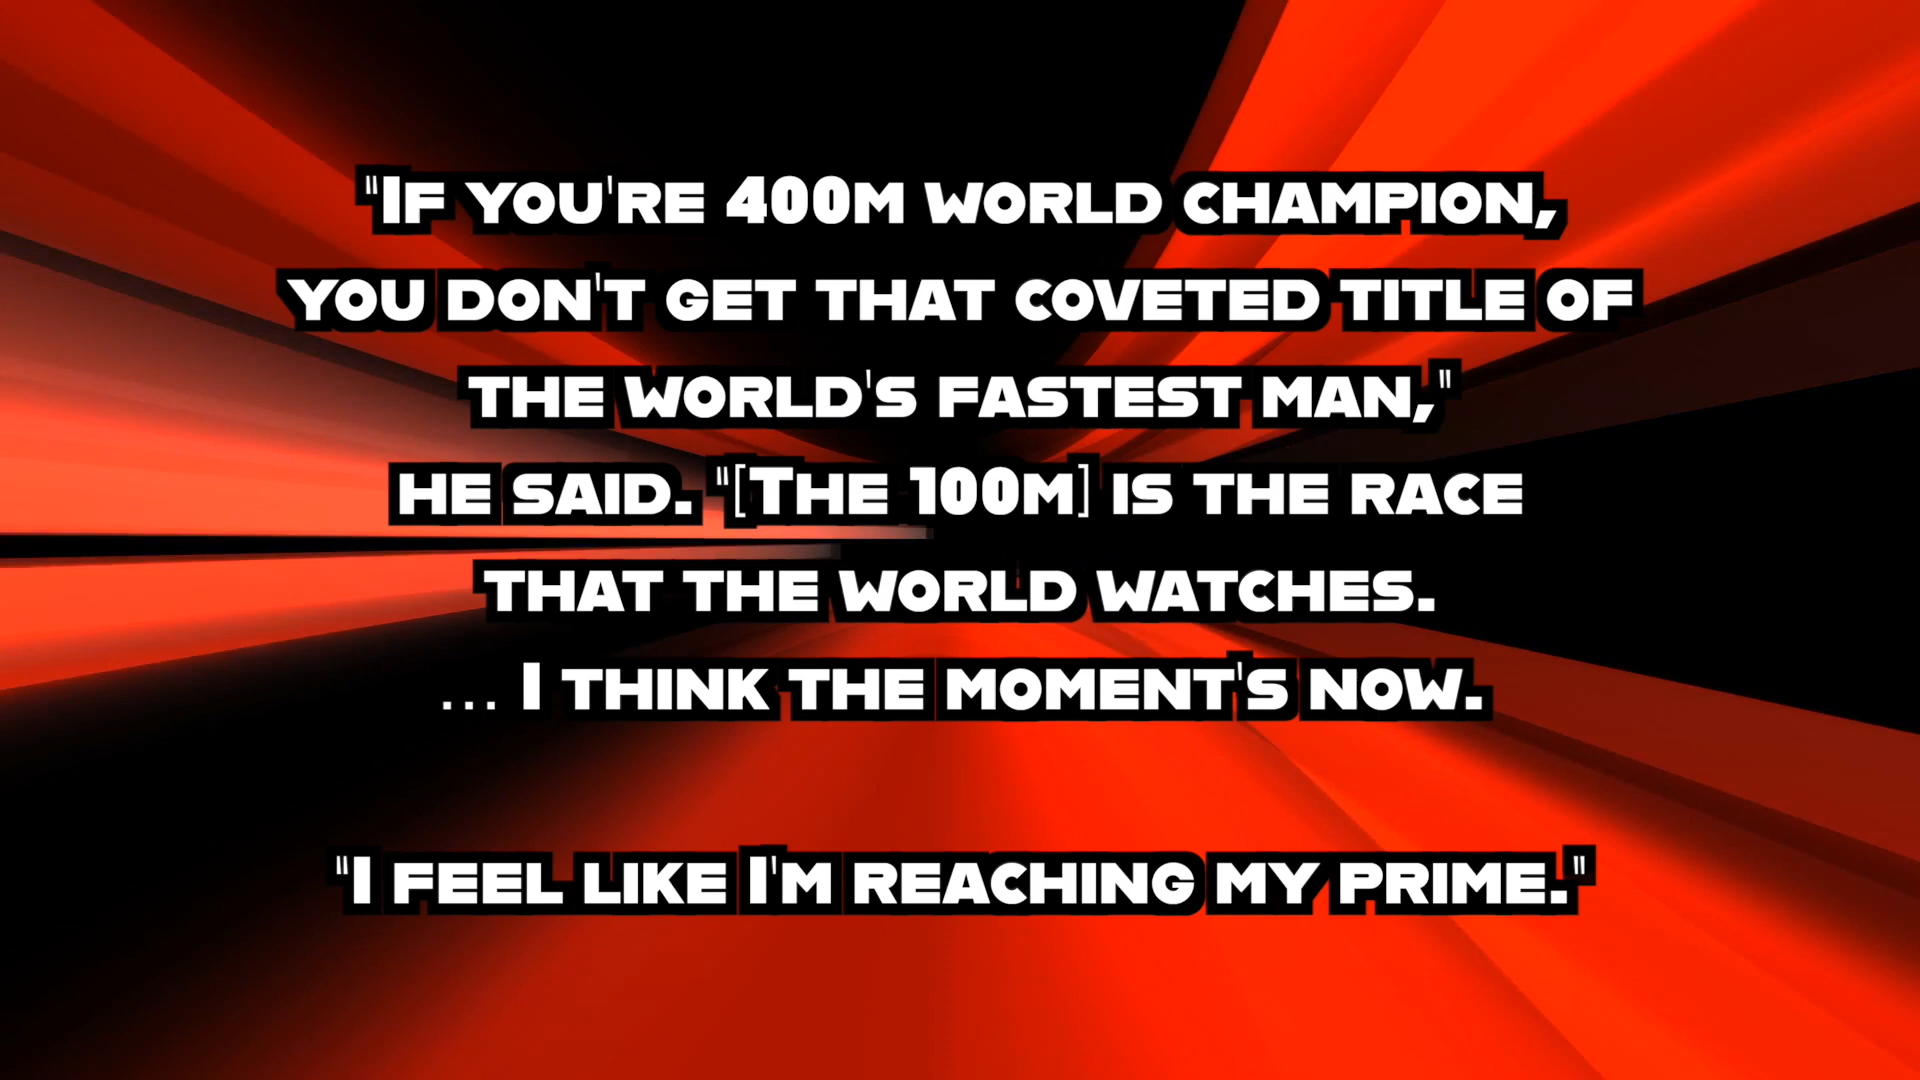 "If you're 400m world champion,
you don't get that coveted title of
the world's fastest man,"
he said. "[The 100m] is the race
that the world watches.
... I think the moment's now.
"I feel like I'm reaching my prime."